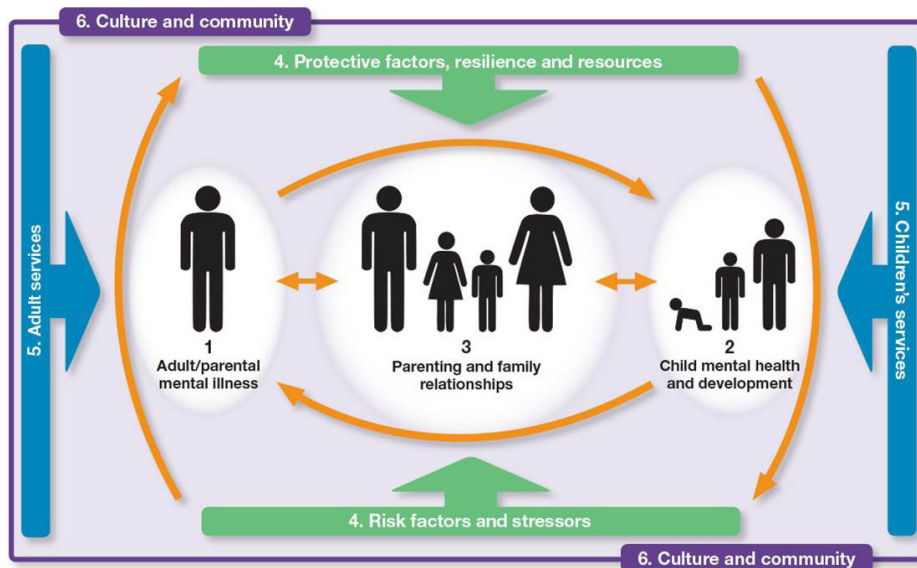 6. Culture and community
4. Protective factors, resilience and resources
5. Adult services
5. Children's services
1
Adult/parental
mental illness
3
Parenting and family
relationships
2
Child mental health
and development
4. Risk factors and stressors
6. Culture and community